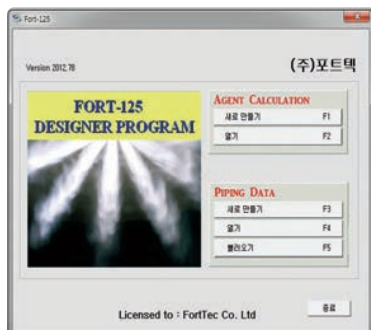 Fort-125
Version 2012.78
(주)포트텍
FORT-125
DESIGNER PROGRAM
AGENT CALCULATION
새로 만들기 F1
열기 F2
PIPING DATA
새로 만들기 F3
열기 F4
불러오기 F5
Licensed to : FortTec Co. Ltd
종료